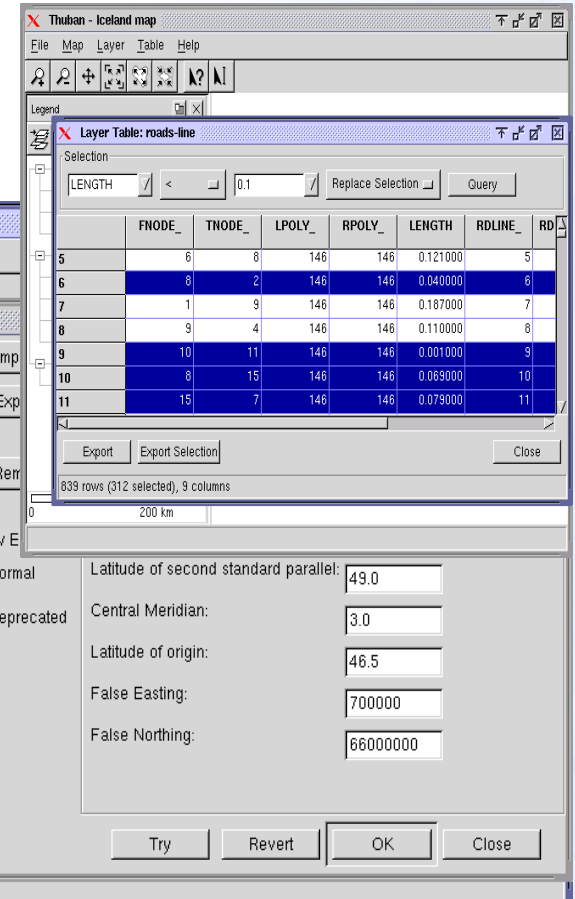 Thuban - Iceland map
File Map Layer Table Help
Legend
Layer Table: roads-line
Selection
LENGTH < 0.1 Replace Selection Query
FNODE_ TNODE_ LPOLY_ RPOLY_ LENGTH RDLINE_ RD
5 6 8 146 146 0.121000 5
6 8 2 146 146 0.040000 6
7 1 9 146 146 0.187000 7
8 9 4 146 146 0.110000 8
9 10 11 146 146 0.001000 9
10 8 15 146 146 0.069000 10
11 15 7 146 146 0.079000 11
Export Export Selection Close
839 rows (312 selected), 9 columns
0 200 km
Latitude of second standard parallel: 49.0
Central Meridian: 3.0
Latitude of origin: 46.5
False Easting: 700000
False Northing: 66000000
Try Revert OK Close
mp
Exp
Rem
v E
ormal
eprecated